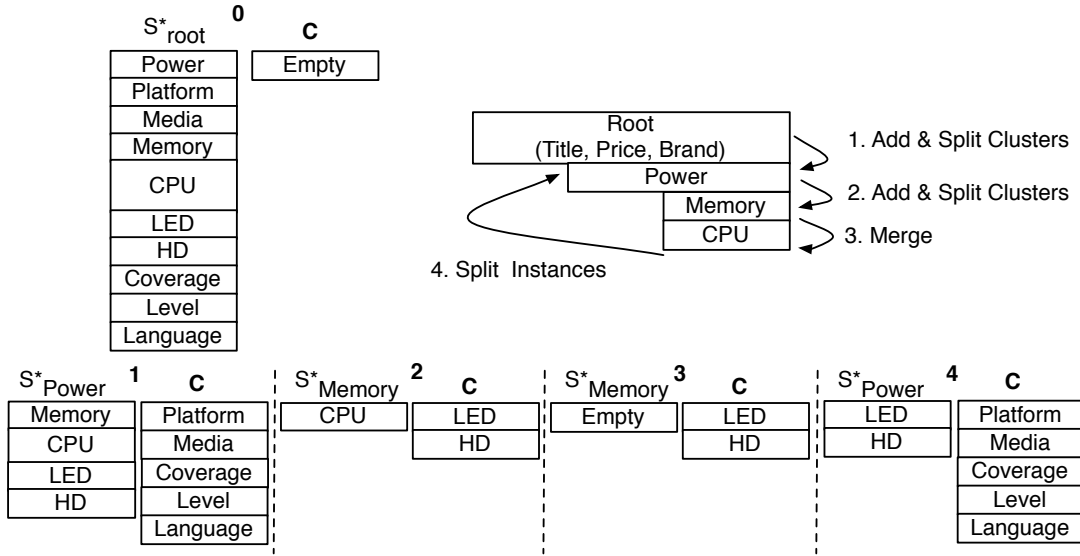 S*root 0 C
Power Empty
Platform
Media
Memory
CPU
LED
HD
Coverage
Level
Language
Root
(Title, Price, Brand)
Power
Memory
CPU
1. Add & Split Clusters
2. Add & Split Clusters
3. Merge
4. Split Instances
S*Power 1 C
Memory Platform
CPU Media
LED Coverage
HD Level
Language
S*Memory 2 C
CPU LED
HD
S*Memory 3 C
Empty LED
HD
S*Power 4 C
LED Platform
HD Media
Coverage
Level
Language